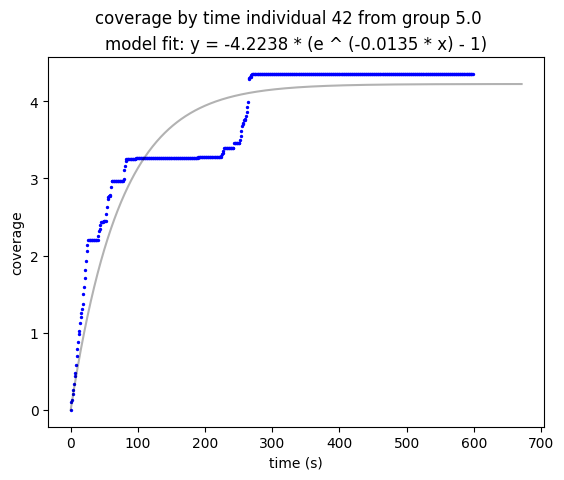 coverage by time individual 42 from group 5.0
model fit: y = -4.2238 * (e ^ (-0.0135 * x) - 1)
4
3
2
1
0
coverage
0 100 200 300 400 500 600 700
time (s)